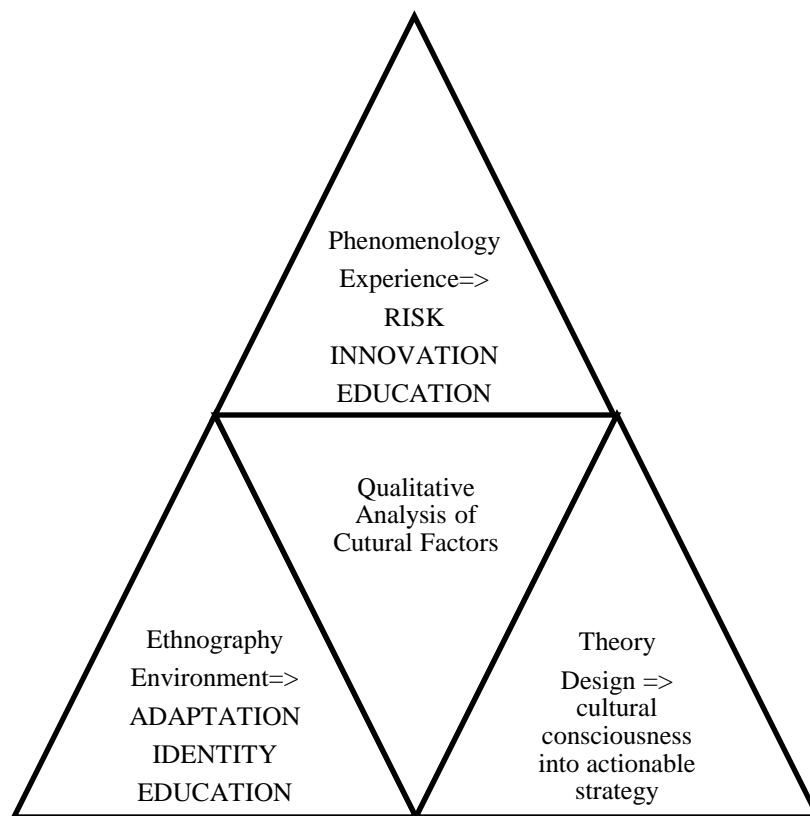 Phenomenology
Experience=>
RISK
INNOVATION
EDUCATION
Qualitative
Analysis of
Cutural Factors
Ethnography
Environment=>
ADAPTATION
IDENTITY
EDUCATION
Theory
Design =>
cultural
consciousness
into actionable
strategy